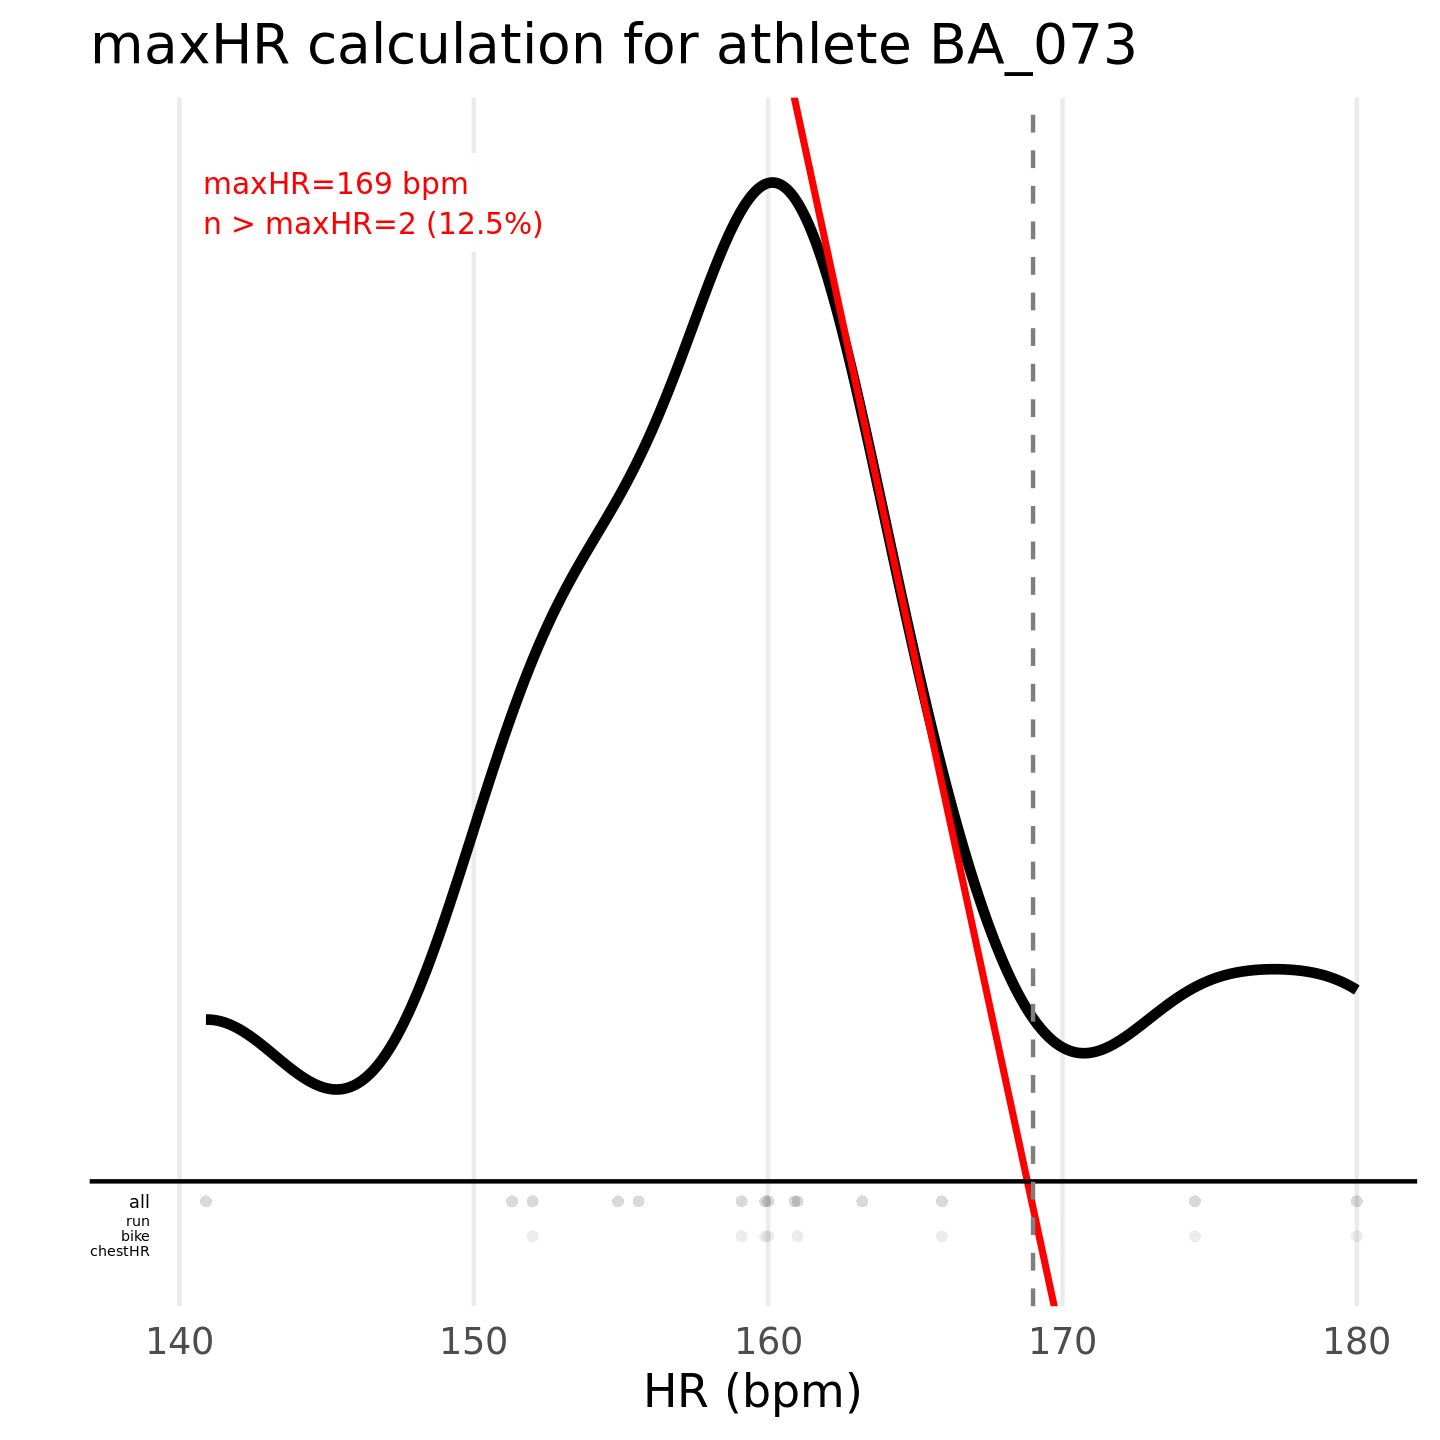 maxHR calculation for athlete BA_073
maxHR=169 bpm
n > maxHR=2 (12.5%)
all
run
bike
chestHR
140 150 160 170 180
HR (bpm)